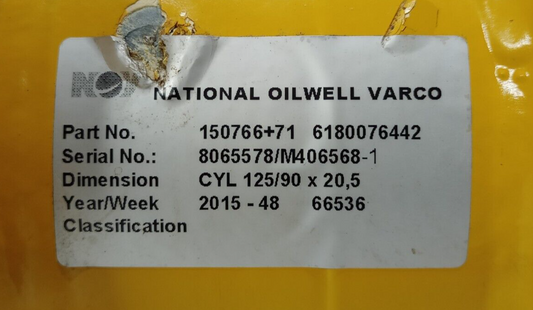 NOV NATIONAL OILWELL VARCO
Part No. 150766+71 6180076442
Serial No.: 8065578/M406568-1
Dimension CYL 125/90 x 20,5
Year/Week 2015 - 48 66536
Classification